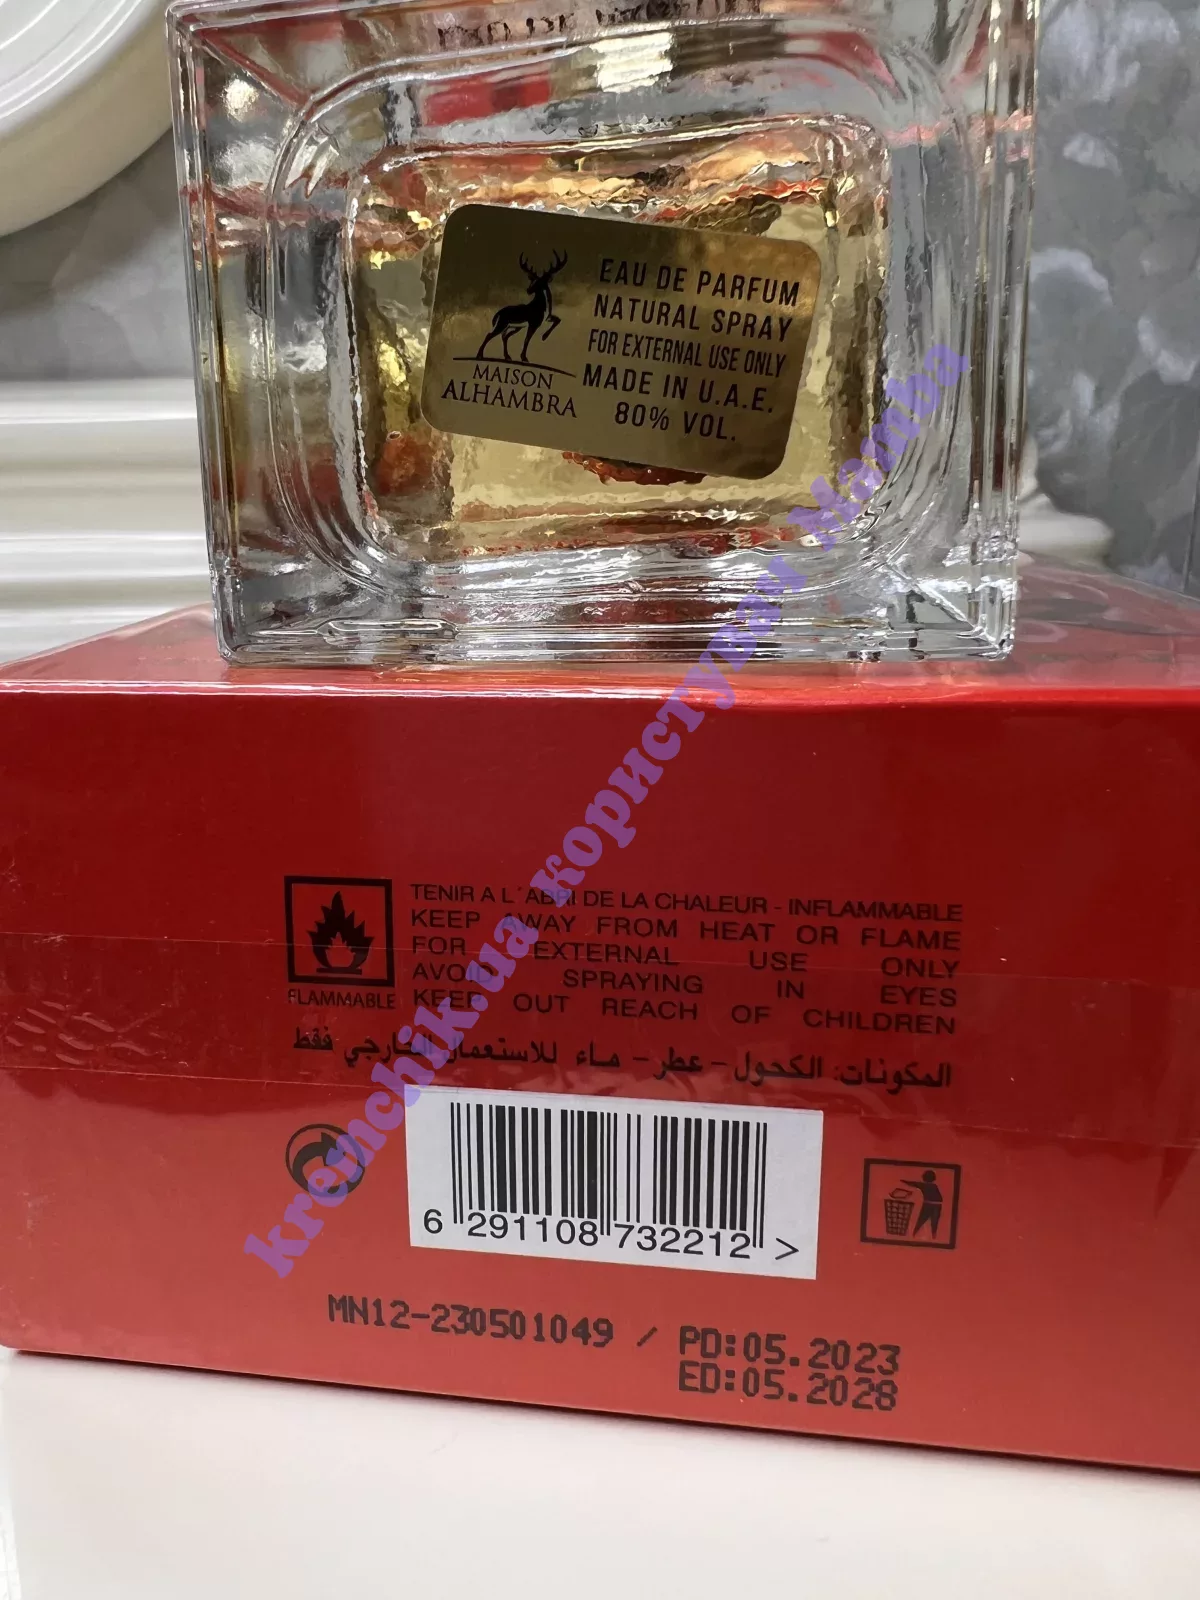 EAU DE PARFUM
NATURAL SPRAY
FOR EXTERNAL USE ONLY
MADE IN U.A.E.
80% VOL.
MAISON
ALHAMBRA
TENIR A L'ABRI DE LA CHALEUR - INFLAMMABLE
KEEP AWAY FROM HEAT OR FLAME
FOR EXTERNAL USE ONLY
AVOID SPRAYING IN EYES
KEEP OUT REACH OF CHILDREN
FLAMMABLE
المكونات: الكحول - عطر - ماء للاستعمال الخارجي فقط
6 291108 732212 >
MN12-230501049 / PD:05.2023
ED:05.2028
kremchik.ua користувач Mamba